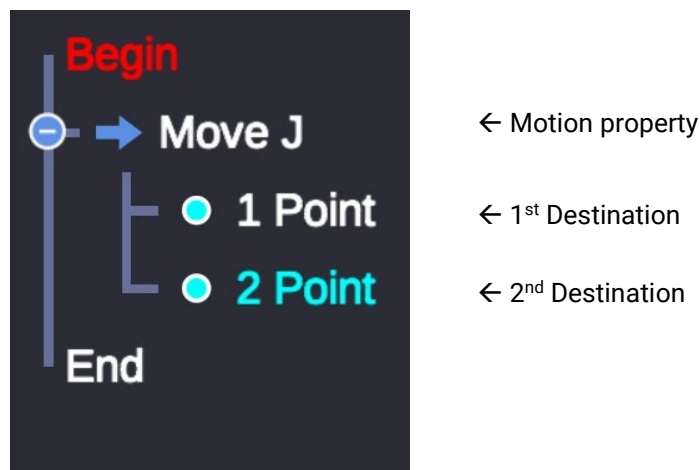 Begin
Move J ← Motion property
1 Point ← 1st Destination
2 Point ← 2nd Destination
End